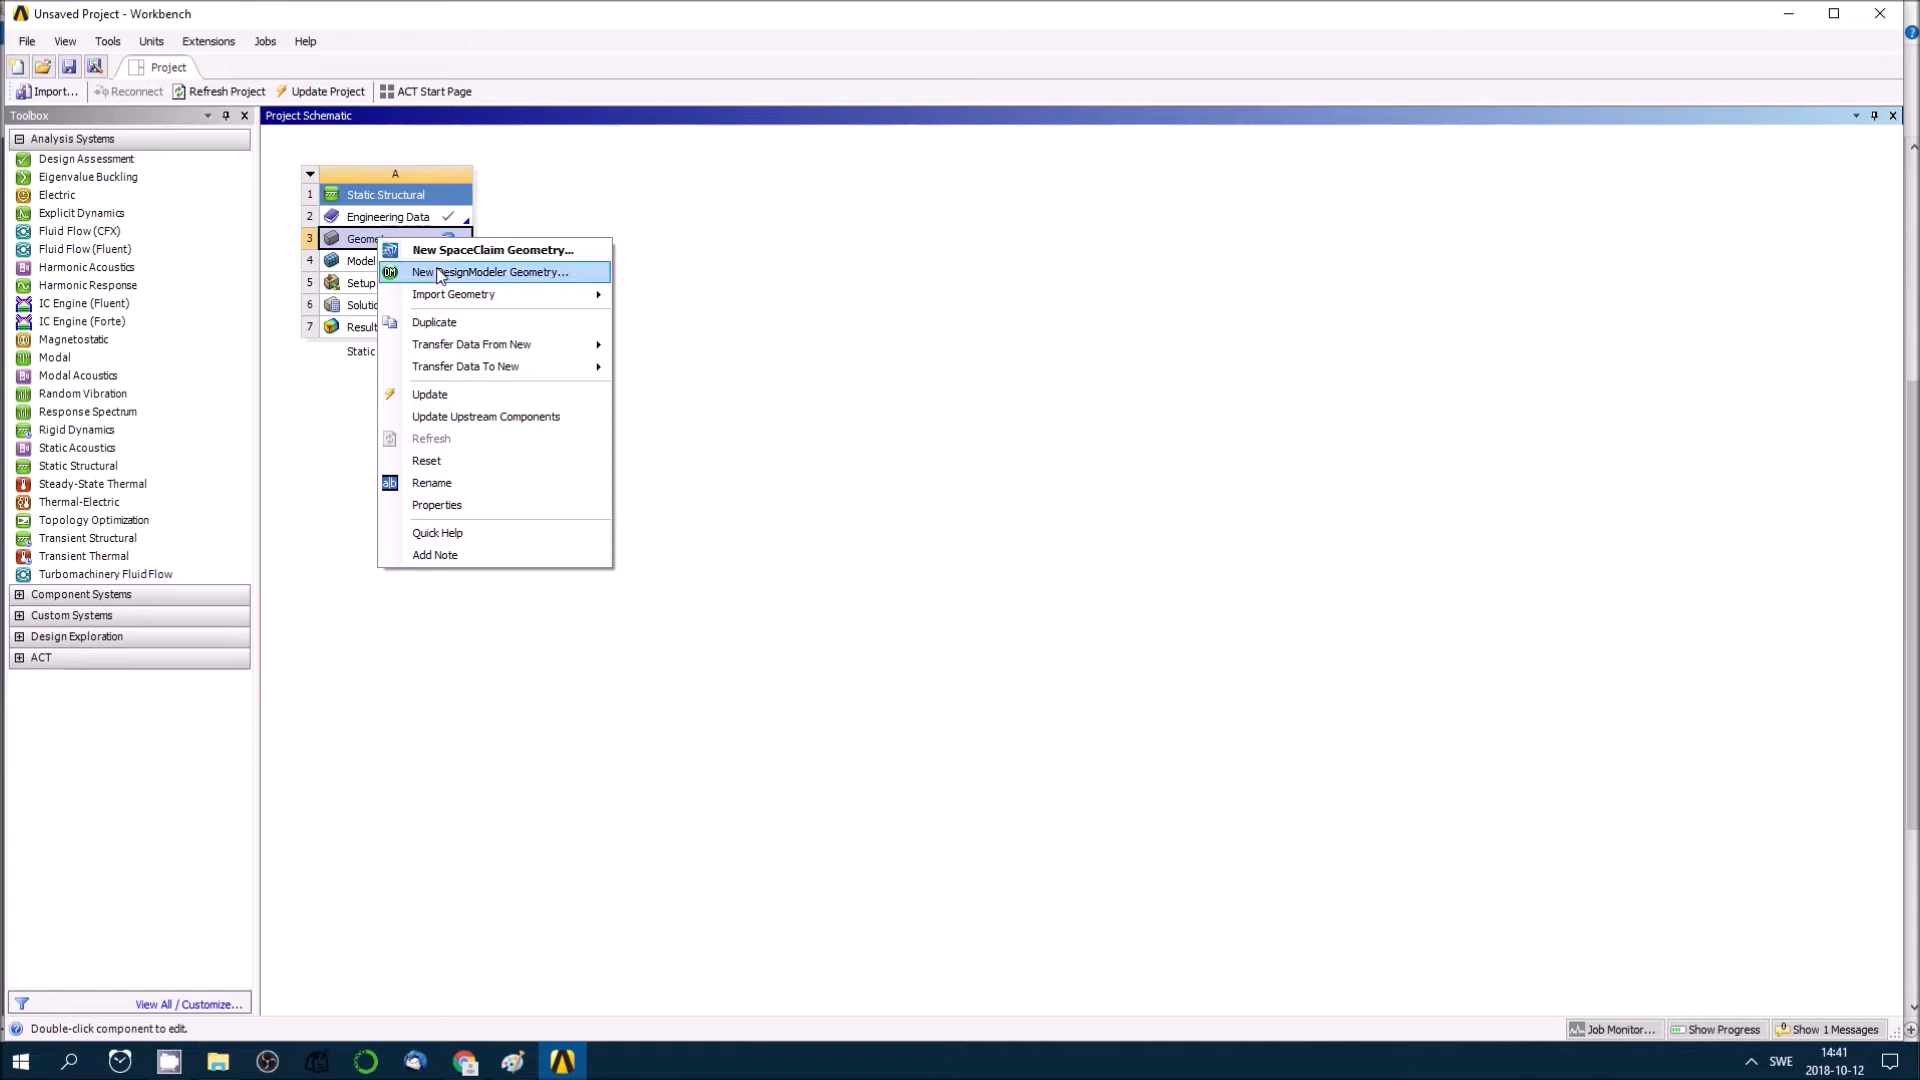 Unsaved Project - Workbench
File View Tools Units Extensions Jobs Help
Project
Import... Reconnect Refresh Project Update Project ACT Start Page
Toolbox
Analysis Systems
Design Assessment
Eigenvalue Buckling
Electric
Explicit Dynamics
Fluid Flow (CFX)
Fluid Flow (Fluent)
Harmonic Acoustics
Harmonic Response
IC Engine (Fluent)
IC Engine (Forte)
Magnetostatic
Modal
Modal Acoustics
Random Vibration
Response Spectrum
Rigid Dynamics
Static Acoustics
Static Structural
Steady-State Thermal
Thermal-Electric
Topology Optimization
Transient Structural
Transient Thermal
Turbomachinery Fluid Flow
Component Systems
Custom Systems
Design Exploration
ACT
View All / Customize...
Project Schematic
A
1 Static Structural
2 Engineering Data
3
4 Model
5 Setup
6
7
Static
New SpaceClaim Geometry...
DM New DesignModeler Geometry...
Import Geometry
Duplicate
Transfer Data From New
Transfer Data To New
Update
Update Upstream Components
Refresh
Reset
a|b Rename
Properties
Quick Help
Add Note
Double-click component to edit.
Job Monitor... Show Progress Show 1 Messages
SWE
14:41
2018-10-12